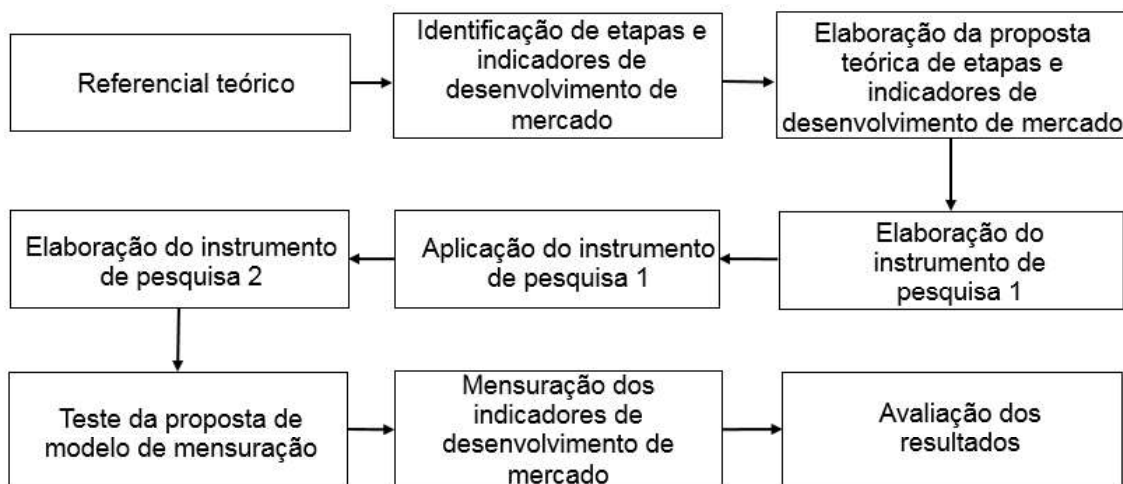 Referencial teórico
Identificação de etapas e
indicadores de
desenvolvimento de
mercado
Elaboração da proposta
teórica de etapas e
indicadores de
desenvolvimento de mercado
Elaboração do
instrumento de
pesquisa 1
Aplicação do instrumento
de pesquisa 1
Elaboração do instrumento
de pesquisa 2
Teste da proposta de
modelo de mensuração
Mensuração dos
indicadores de
desenvolvimento de
mercado
Avaliação dos
resultados